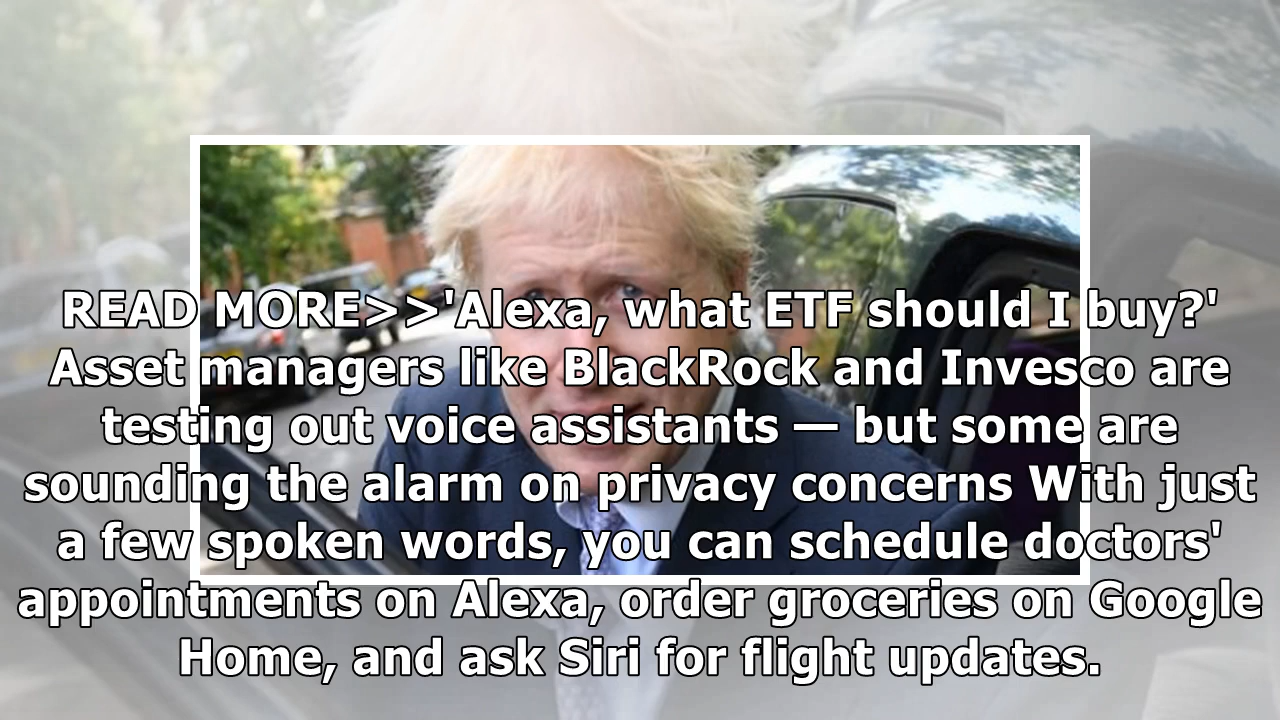 READ MORE>>'Alexa, what ETF should I buy?'
Asset managers like BlackRock and Invesco are
testing out voice assistants — but some are
sounding the alarm on privacy concerns With just
a few spoken words, you can schedule doctors'
appointments on Alexa, order groceries on Google
Home, and ask Siri for flight updates.